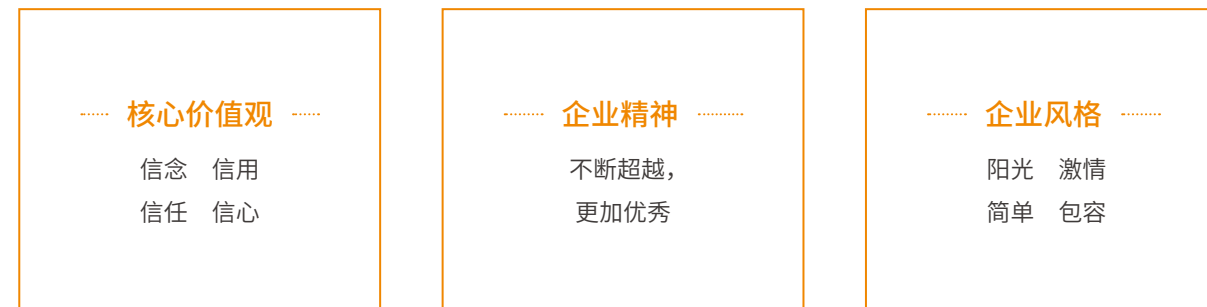 核心价值观
信念 信用
信任 信心
企业精神
不断超越，
更加优秀
企业风格
阳光 激情
简单 包容